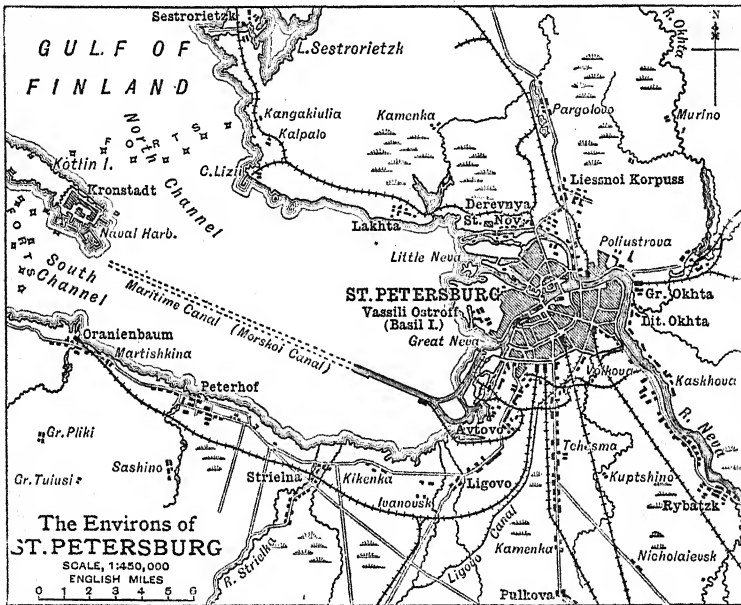 Sestrorietzk
L. Sestrorietzk
R. Okhta
N
GULF OF
FINLAND
Kangakiulia
Kalpalo
Kamenka
Pargolovo
Murino
FORTS
North
Channel
Kotlin I.
Kronstadt
C. Lizii
Liessnoi Korpuss
Naval Harb.
FORTS
South
Channel
Lakhta
Derevnya
St. Nov.
Poliustrova
Little Neva
Maritime Canal (Morskoi Canal)
ST. PETERSBURG
Vassili Ostroff
(Basil I.)
Great Neva
Gr. Okhta
Lit. Okhta
Oranienbaum
Martishkina
Peterhof
Volkova
Kaskhova
R. Neva
Avtovo
Tchesma
Gr. Pliki
Gr. Tuiusi
Sashino
Strielna
Kikenka
Ligovo
Ivanovsk
Kuptshino
Rybatzk
Ligovo Canal
Kamenka
Nicholaievsk
R. Strielka
Pulkova
The Environs of
ST. PETERSBURG
SCALE, 1:450,000
ENGLISH MILES
0 1 2 3 4 5 6